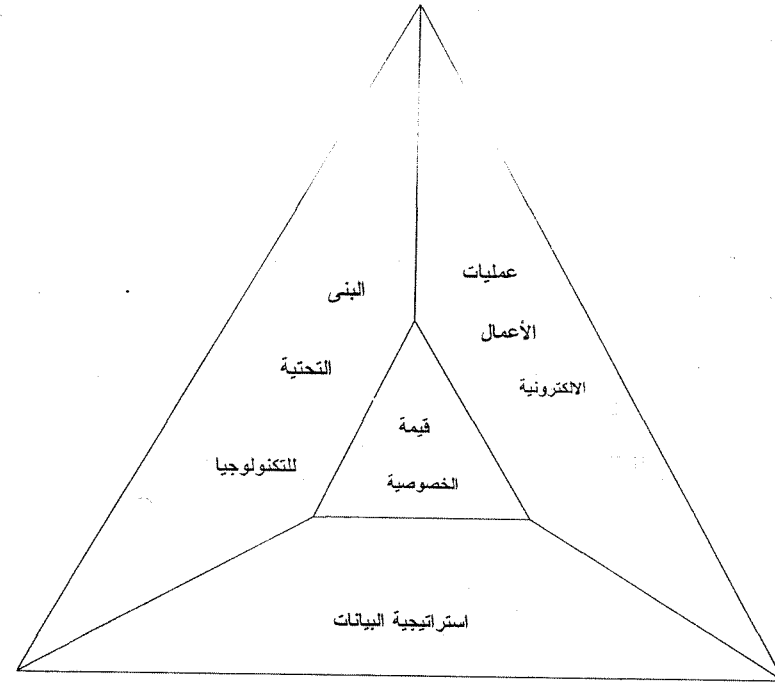 عمليات
الأعمال
الالكترونية
البنى
التحتية
للتكنولوجيا
قيمة
الخصوصية
استراتيجية البيانات